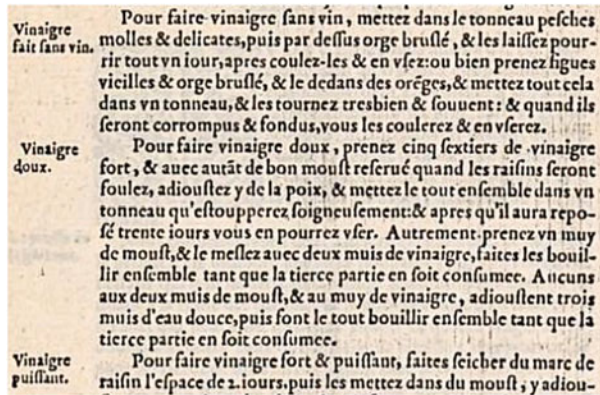 Vinaigre
fait ſans vin.
Pour faire vinaigre ſans vin, mettez dans le tonneau peſches
molles & delicates, puis par deſſus orge bruſlé, & les laiſſez pour-
rir tout vn iour, apres coulez-les & en vſez: ou bien prenez figues
vieilles & orge bruſlé, & le dedans des orẽges, & mettez tout cela
dans vn tonneau, & les tournez tresbien & ſouuent: & quand ils
ſeront corrompus & fondus, vous les coulerez & en vſerez.
Vinaigre
doux.
Pour faire vinaigre doux, prenez cinq ſextiers de vinaigre
fort, & auec autãt de bon mouſt reſerué quand les raiſins ſeront
foulez, adiouſtez y de la poix, & mettez le tout enſemble dans vn
tonneau qu'eſtoupperez ſoigneuſement: & apres qu'il aura repo-
ſé trente iours vous en pourrez vſer. Autrement prenez vn muy
de mouſt, & le meſlez auec deux muis de vinaigre, faites les bouil-
lir enſemble tant que la tierce partie en ſoit conſumee. Aucuns
aux deux muis de mouſt, & au muy de vinaigre, adiouſtent trois
muis d'eau douce, puis font le tout bouillir enſemble tant que la
tierce partie en ſoit conſumee.
Vinaigre
puiſſant.
Pour faire vinaigre fort & puiſſant, faites ſeicher du marc de
raiſin l'eſpace de 2. iours. puis les mettez dans du mouſt, y adiou-